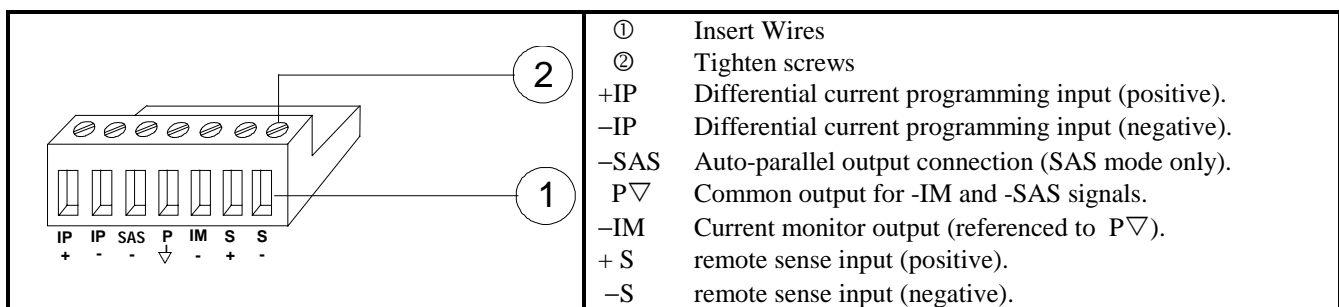 2
1
IP IP SAS P IM S S
+ - - ▽ - + -
① Insert Wires
② Tighten screws
+IP Differential current programming input (positive).
−IP Differential current programming input (negative).
−SAS Auto-parallel output connection (SAS mode only).
P▽ Common output for -IM and -SAS signals.
−IM Current monitor output (referenced to P▽).
+ S remote sense input (positive).
−S remote sense input (negative).